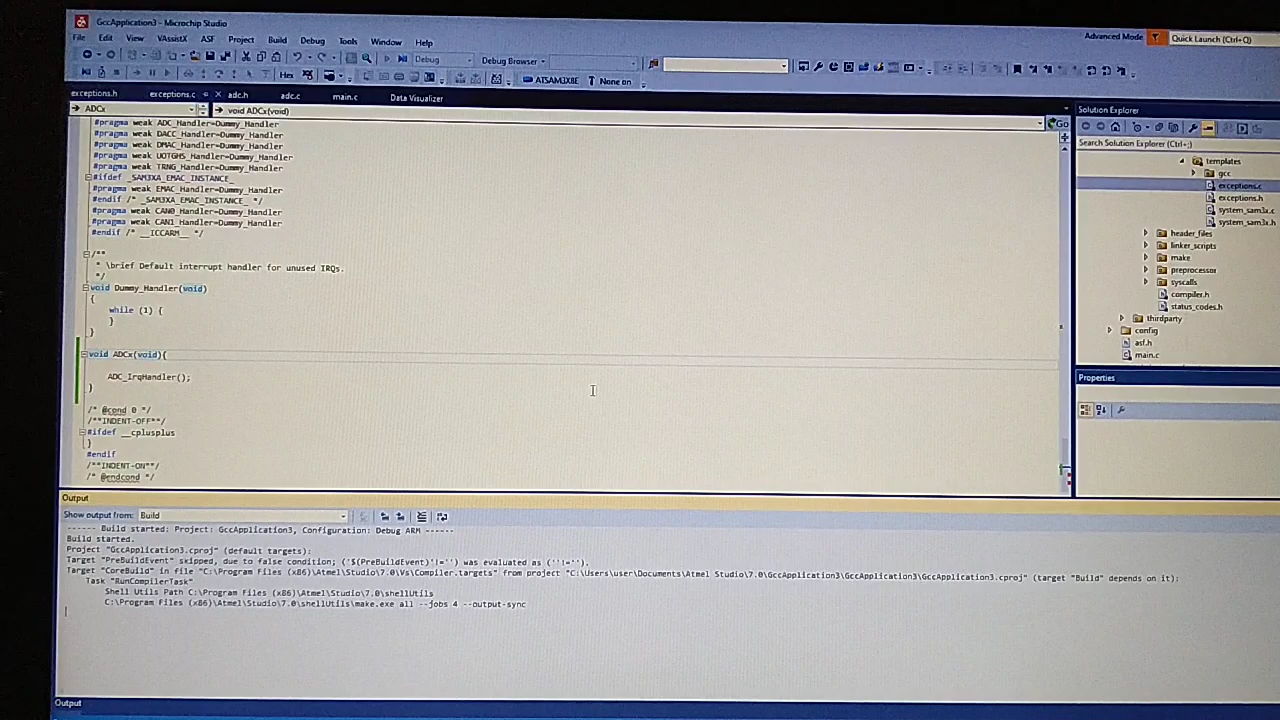 GccApplication3 - Microchip Studio
File Edit View VAssistX ASF Project Build Debug Tools Window Help
Advanced Mode Quick Launch (Ctrl+Q)
Debug Debug Browser
Hex ATSAM3X8E None on
exceptions.h exceptions.c adc.h adc.c main.c Data Visualizer
ADCx void ADCx(void) Go
#pragma weak ADC_Handler=Dummy_Handler
#pragma weak DACC_Handler=Dummy_Handler
#pragma weak DMAC_Handler=Dummy_Handler
#pragma weak UOTGHS_Handler=Dummy_Handler
#pragma weak TRNG_Handler=Dummy_Handler
#ifdef _SAM3XA_EMAC_INSTANCE_
#pragma weak EMAC_Handler=Dummy_Handler
#endif /* _SAM3XA_EMAC_INSTANCE_ */
#pragma weak CAN0_Handler=Dummy_Handler
#pragma weak CAN1_Handler=Dummy_Handler
#endif /* __ICCARM__ */
/**
* \brief Default interrupt handler for unused IRQs.
*/
void Dummy_Handler(void)
{
while (1) {
}
}
void ADCx(void){
ADC_IrqHandler();
}
/* @cond 0 */
/**INDENT-OFF**/
#ifdef __cplusplus
}
#endif
/**INDENT-ON**/
/* @endcond */
Solution Explorer
Search Solution Explorer (Ctrl+;)
templates
gcc
exceptions.c
exceptions.h
system_sam3x.c
system_sam3x.h
header_files
linker_scripts
make
preprocessor
syscalls
compiler.h
status_codes.h
thirdparty
config
asf.h
main.c
Properties
Output
Show output from: Build
------ Build started: Project: GccApplication3, Configuration: Debug ARM ------
Build started.
Project "GccApplication3.cproj" (default targets):
Target "PreBuildEvent" skipped, due to false condition; ('$(PreBuildEvent)'!='') was evaluated as (''!='').
Target "CoreBuild" in file "C:\Program Files (x86)\Atmel\Studio\7.0\Vs\Compiler.targets" from project "C:\Users\user\Documents\Atmel Studio\7.0\GccApplication3\GccApplication3\GccApplication3.cproj" (target "Build" depends on it):
Task "RunCompilerTask"
Shell Utils Path C:\Program Files (x86)\Atmel\Studio\7.0\shellUtils
C:\Program Files (x86)\Atmel\Studio\7.0\shellUtils\make.exe all --jobs 4 --output-sync
Output